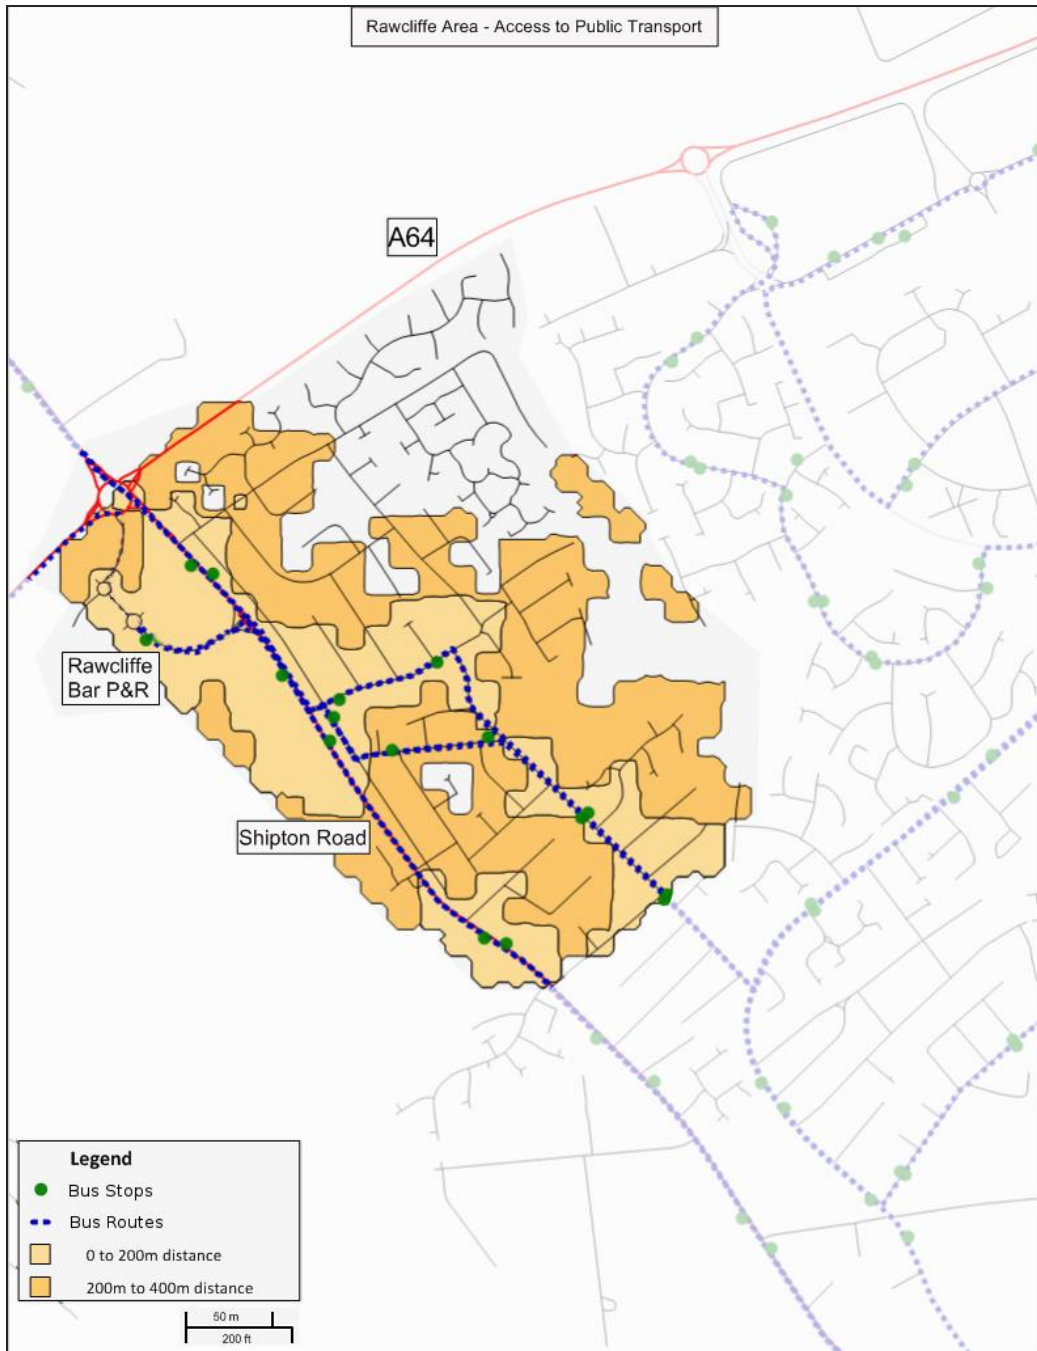 Rawcliffe Area - Access to Public Transport
A64
Rawcliffe
Bar P&R
Shipton Road
Legend
Bus Stops
Bus Routes
0 to 200m distance
200m to 400m distance
50 m
200 ft